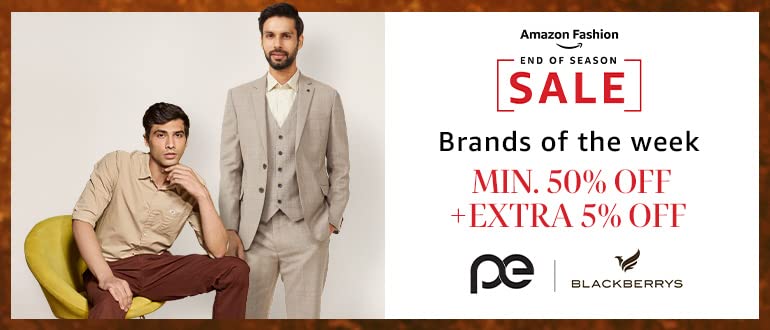 Amazon Fashion
END OF SEASON
SALE
Brands of the week
MIN. 50% OFF
+EXTRA 5% OFF
pe
BLACKBERRYS